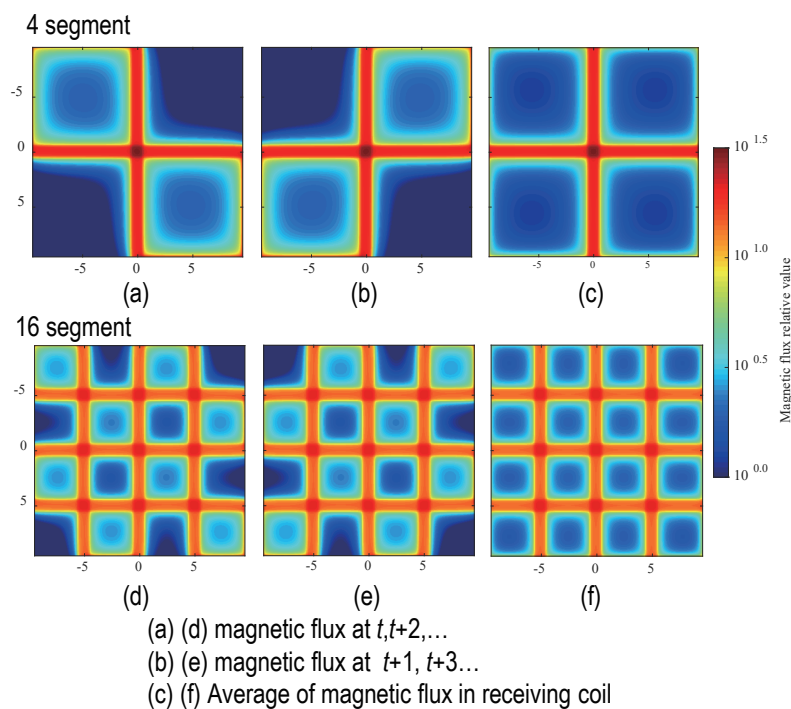 4 segment
-5
0
5
-5 0 5
-5 0 5
-5 0 5
(a) (b) (c)
10 1.5
10 1.0
10 0.5
10 0.0
Magnetic flux relative value
16 segment
-5
0
5
-5 0 5
-5 0 5
-5 0 5
(d) (e) (f)
(a) (d) magnetic flux at t,t+2,...
(b) (e) magnetic flux at t+1, t+3...
(c) (f) Average of magnetic flux in receiving coil